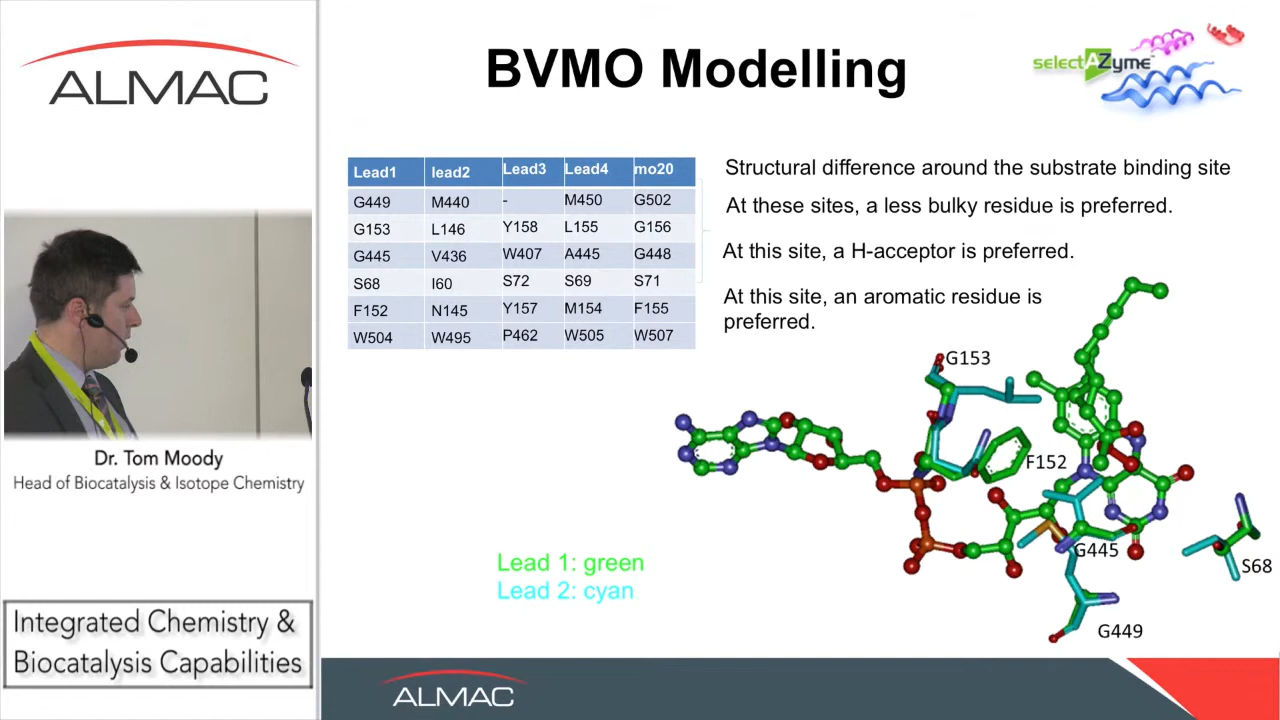 ALMAC
BVMO Modelling
selectAZyme™
Lead1 lead2 Lead3 Lead4 mo20
G449 M440 - M450 G502
G153 L146 Y158 L155 G156
G445 V436 W407 A445 G448
S68 I60 S72 S69 S71
F152 N145 Y157 M154 F155
W504 W495 P462 W505 W507
Structural difference around the substrate binding site
At these sites, a less bulky residue is preferred.
At this site, a H-acceptor is preferred.
At this site, an aromatic residue is
preferred.
G153
F152
G445
S68
G449
Lead 1: green
Lead 2: cyan
Dr. Tom Moody
Head of Biocatalysis & Isotope Chemistry
Integrated Chemistry &
Biocatalysis Capabilities
ALMAC